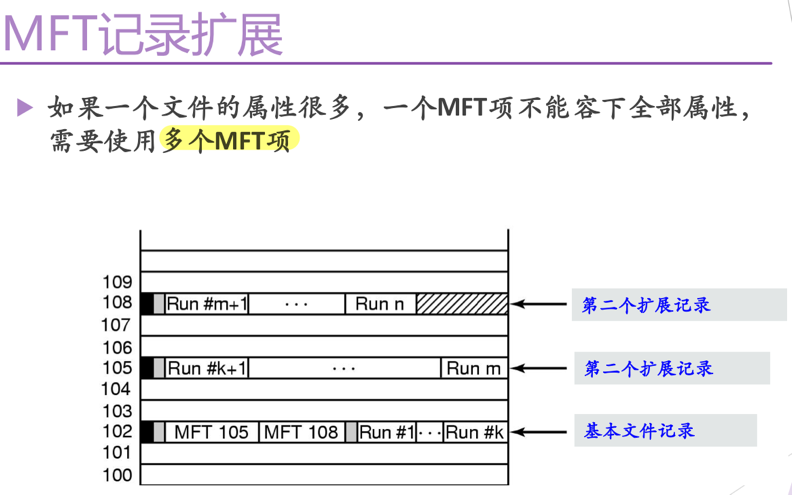 MFT记录扩展
如果一个文件的属性很多，一个MFT项不能容下全部属性，
需要使用多个MFT项
109
108 Run #m+1 ··· Run n 第二个扩展记录
107
106
105 Run #k+1 ··· Run m 第二个扩展记录
104
103
102 MFT 105 MFT 108 Run #1 ··· Run #k 基本文件记录
101
100